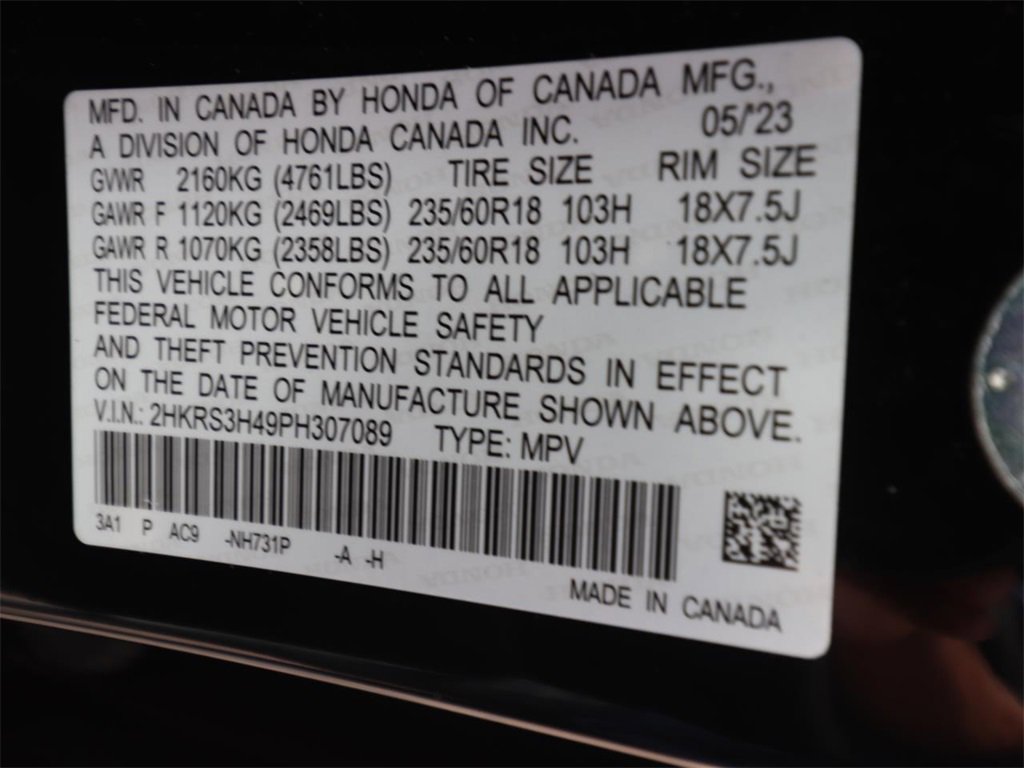 MFD. IN CANADA BY HONDA OF CANADA MFG.,
A DIVISION OF HONDA CANADA INC. 05/'23
GVWR 2160KG (4761LBS) TIRE SIZE RIM SIZE
GAWR F 1120KG (2469LBS) 235/60R18 103H 18X7.5J
GAWR R 1070KG (2358LBS) 235/60R18 103H 18X7.5J
THIS VEHICLE CONFORMS TO ALL APPLICABLE
FEDERAL MOTOR VEHICLE SAFETY
AND THEFT PREVENTION STANDARDS IN EFFECT
ON THE DATE OF MANUFACTURE SHOWN ABOVE.
V.I.N.: 2HKRS3H49PH307089 TYPE: MPV
3A1 P AC9 -NH731P -A -H
MADE IN CANADA